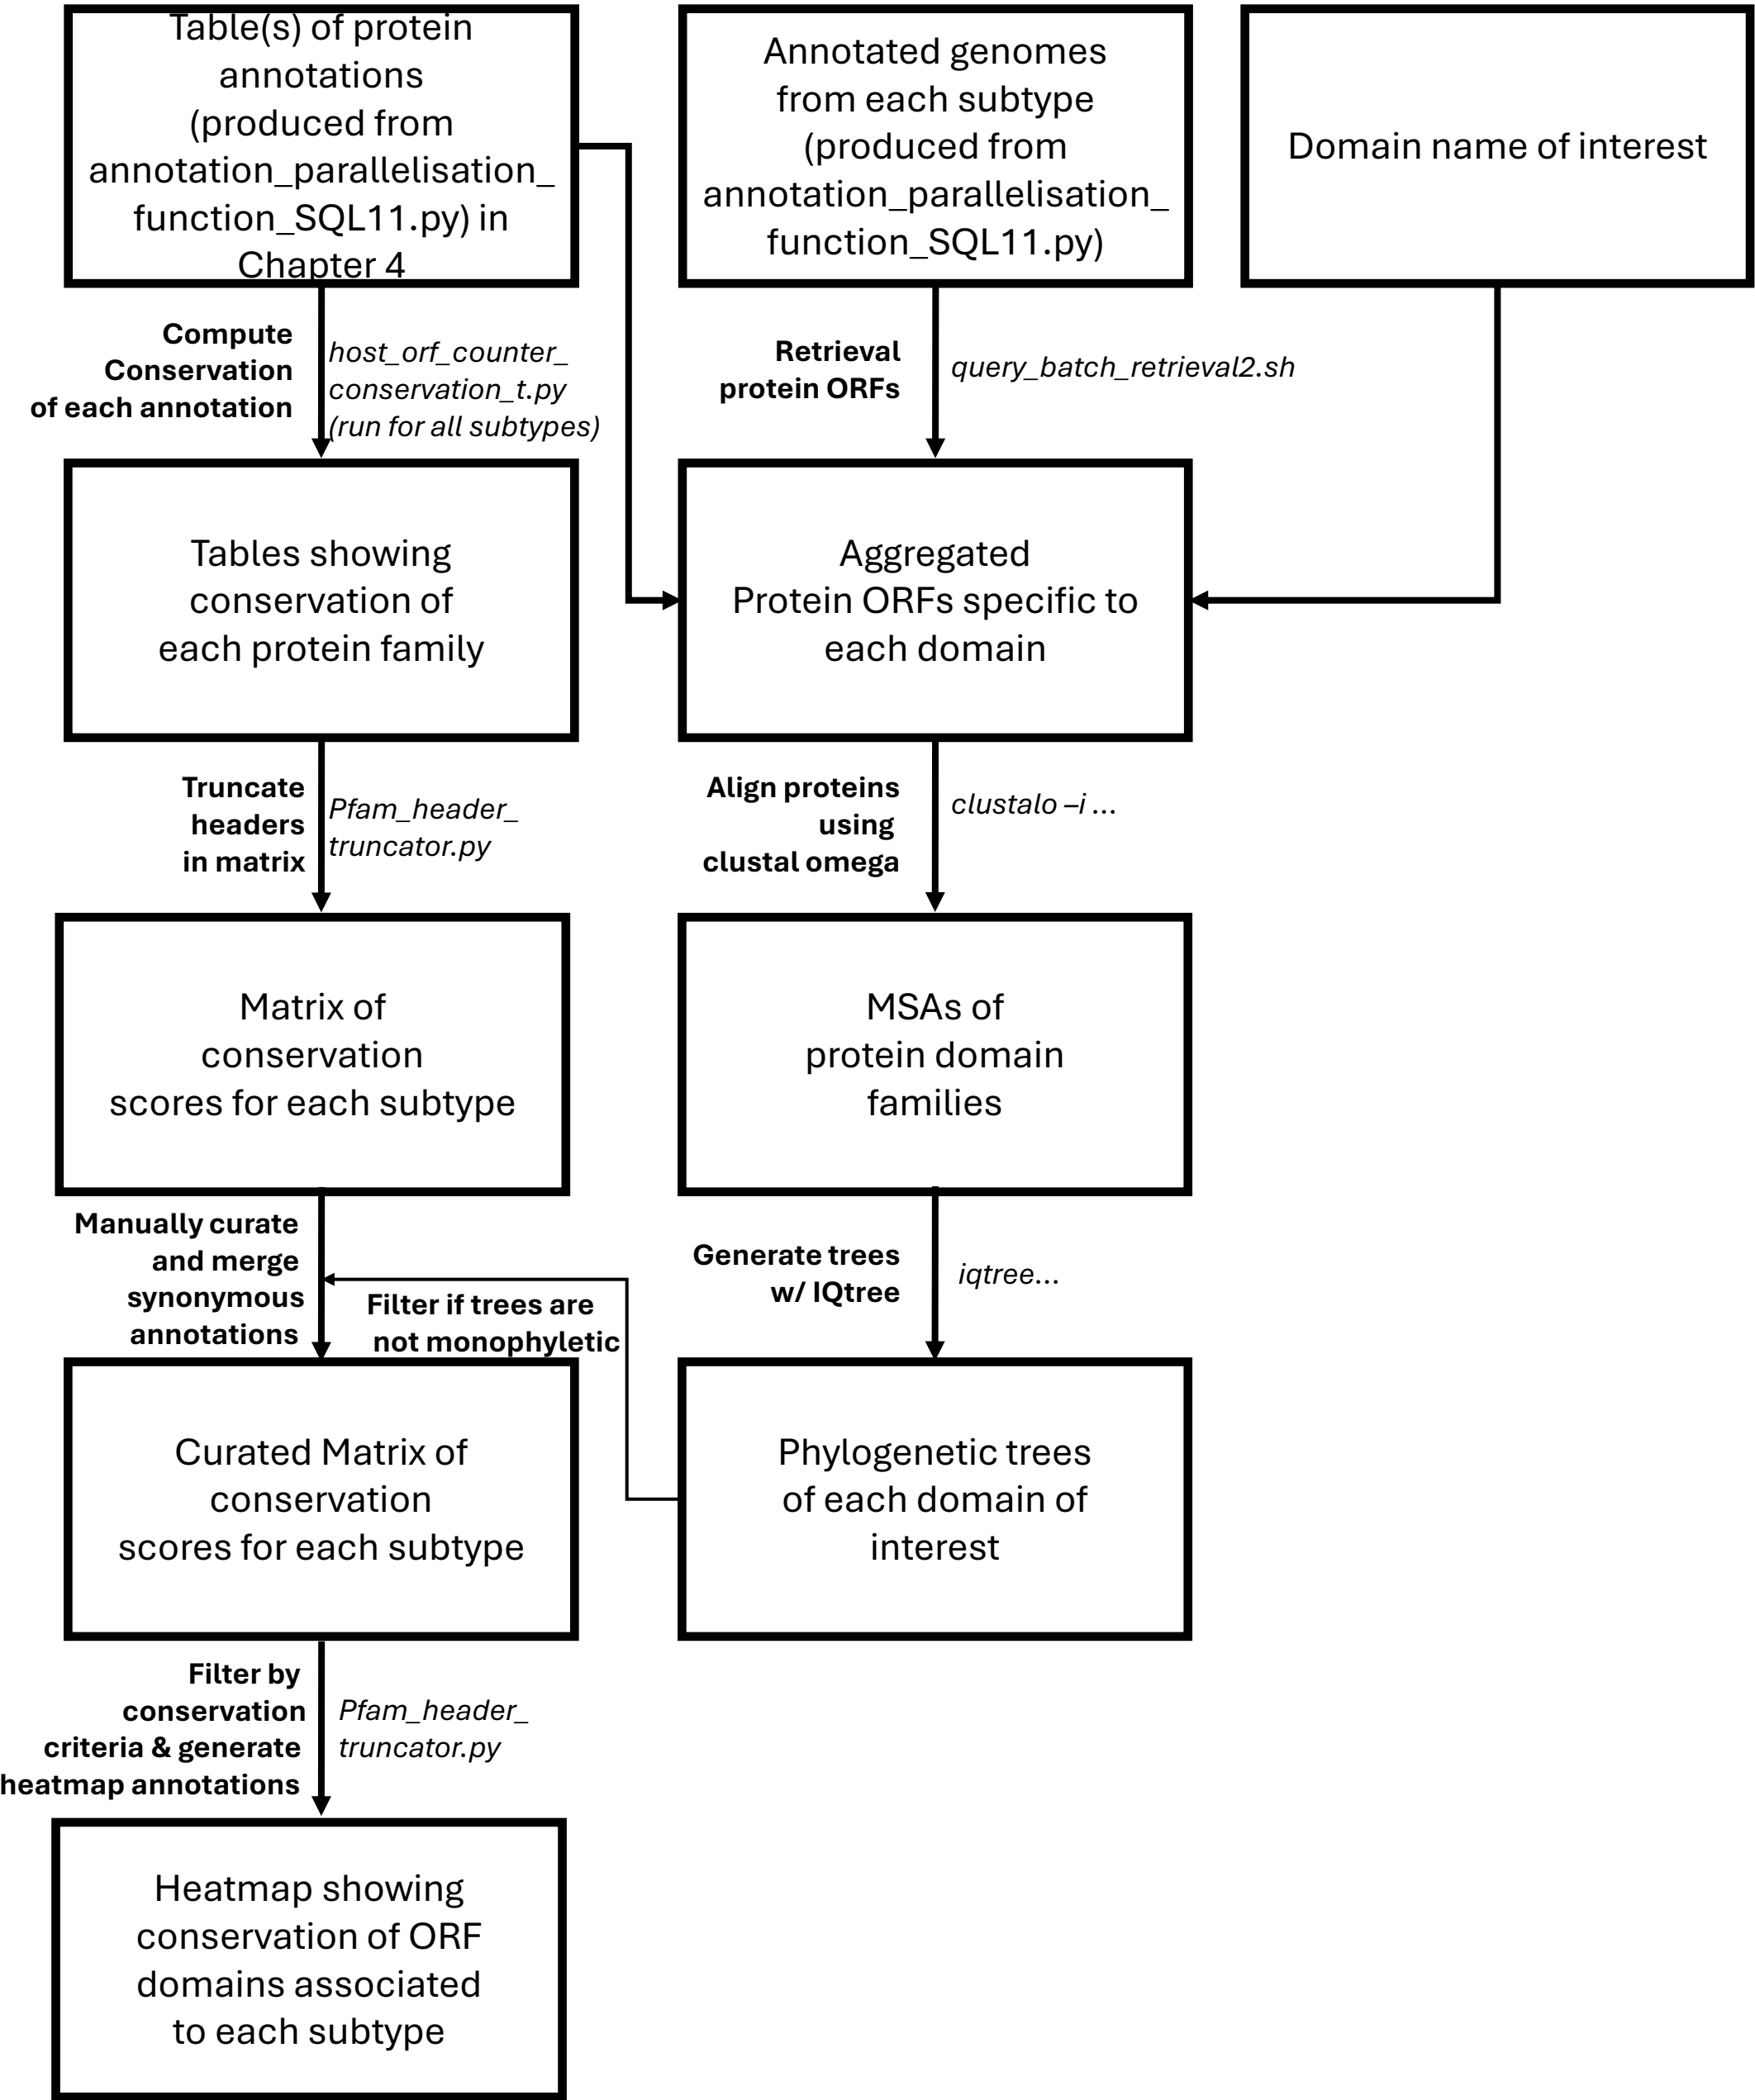 Table(s) of protein
annotations
(produced from
annotation_parallelisation_
function_SQL11.py) in
Chapter 4
Annotated genomes
from each subtype
(produced from
annotation_parallelisation_
function_SQL11.py)
Domain name of interest
Compute
Conservation
of each annotation
host_orf_counter_
conservation_t.py
(run for all subtypes)
Retrieval
protein ORFs
query_batch_retrieval2.sh
Tables showing
conservation of
each protein family
Aggregated
Protein ORFs specific to
each domain
Truncate
headers
in matrix
Pfam_header_
truncator.py
Align proteins
using
clustal omega
clustalo –i ...
Matrix of
conservation
scores for each subtype
MSAs of
protein domain
families
Manually curate
and merge
synonymous
annotations
Filter if trees are
not monophyletic
Generate trees
w/ IQtree
iqtree...
Curated Matrix of
conservation
scores for each subtype
Phylogenetic trees
of each domain of
interest
Filter by
conservation
criteria & generate
heatmap annotations
Pfam_header_
truncator.py
Heatmap showing
conservation of ORF
domains associated
to each subtype